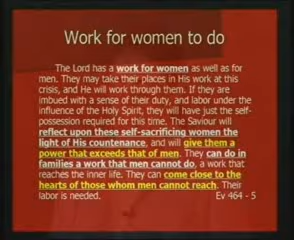 Work for women to do
The Lord has a work for women as well as for
men. They may take their places in His work at this
crisis, and He will work through them. If they are
imbued with a sense of their duty, and labor under the
influence of the Holy Spirit, they will have just the self-
possession required for this time. The Saviour will
reflect upon these self-sacrificing women the
light of His countenance, and will give them a
power that exceeds that of men. They can do in
families a work that men cannot do, a work that
reaches the inner life. They can come close to the
hearts of those whom men cannot reach. Their
labor is needed. Ev 464 - 5